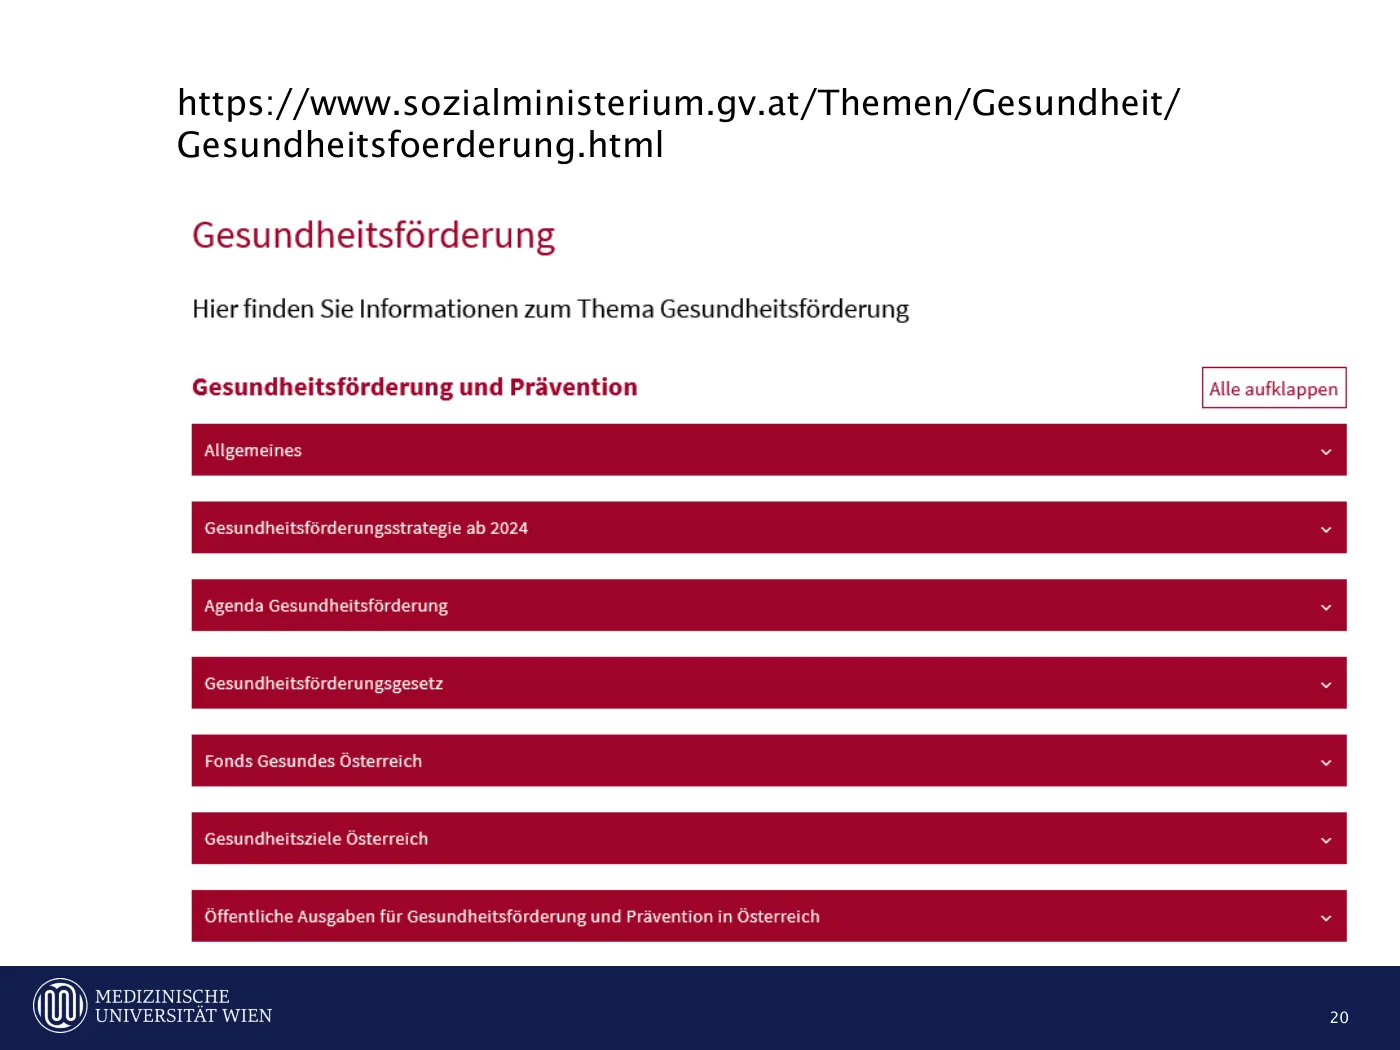 https://www.sozialministerium.gv.at/Themen/Gesundheit/
Gesundheitsfoerderung.html
Gesundheitsförderung
Hier finden Sie Informationen zum Thema Gesundheitsförderung
Gesundheitsförderung und Prävention
Alle aufklappen
Allgemeines
Gesundheitsförderungsstrategie ab 2024
Agenda Gesundheitsförderung
Gesundheitsförderungsgesetz
Fonds Gesundes Österreich
Gesundheitsziele Österreich
Öffentliche Ausgaben für Gesundheitsförderung und Prävention in Österreich
MEDIZINISCHE
UNIVERSITÄT WIEN
20